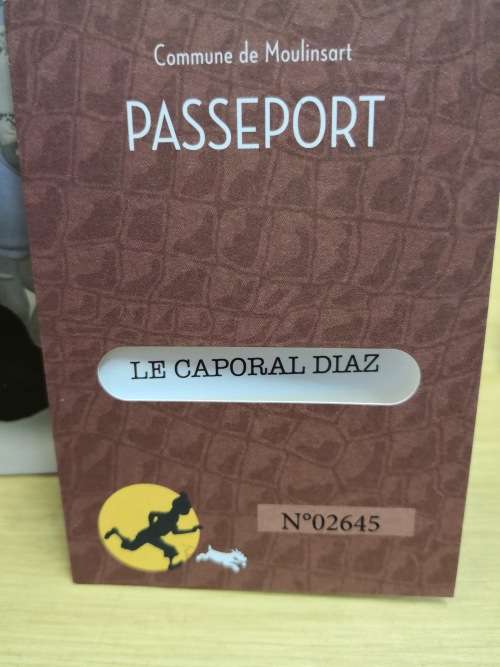 Commune de Moulinsart
PASSEPORT
LE CAPORAL DIAZ
N°02645